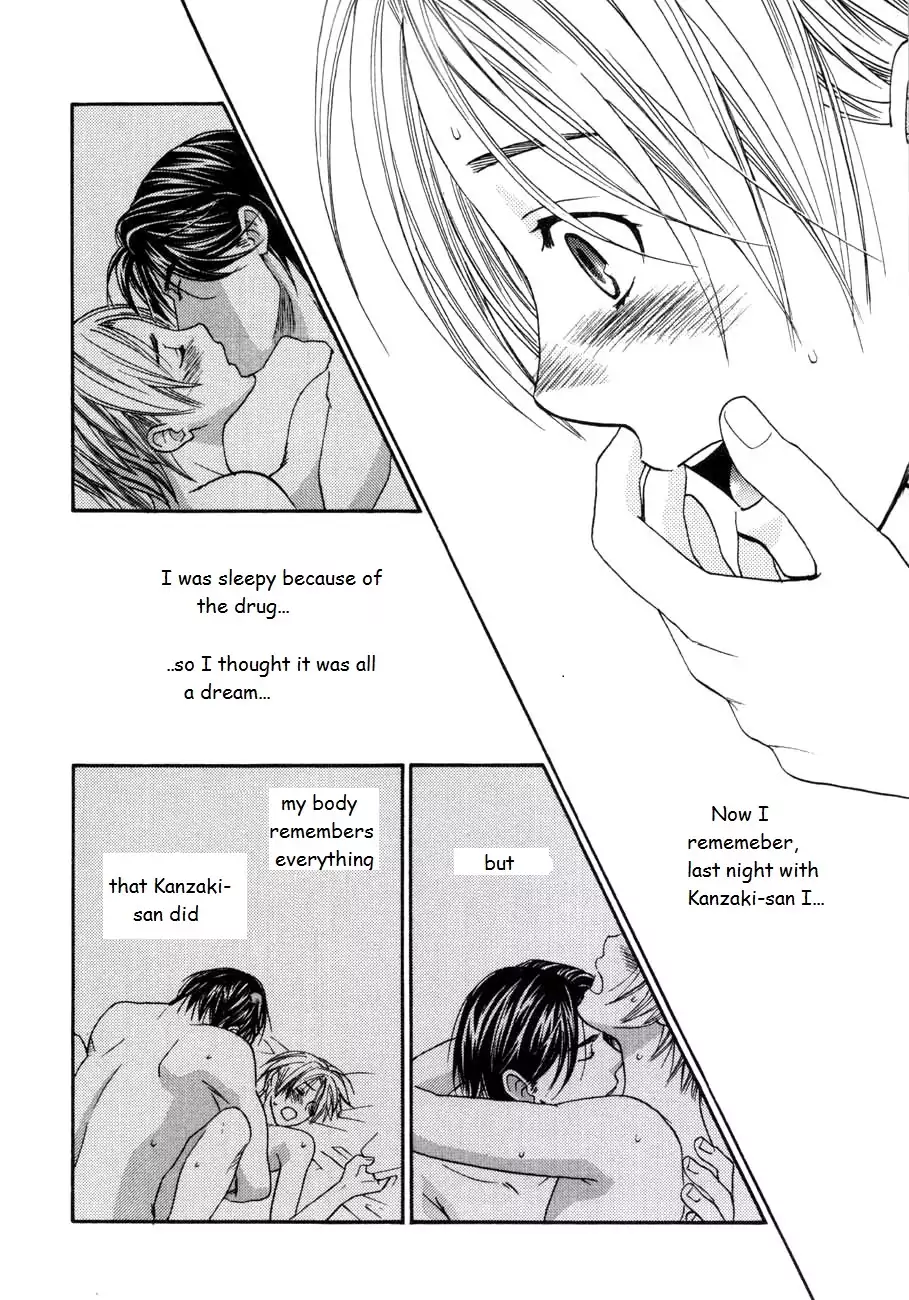 Now I
rememeber,
last night with
Kanzaki-san I...
I was sleepy because of
the drug...
..so I thought it was all
a dream...
but
my body
remembers
everything
that Kanzaki-
san did